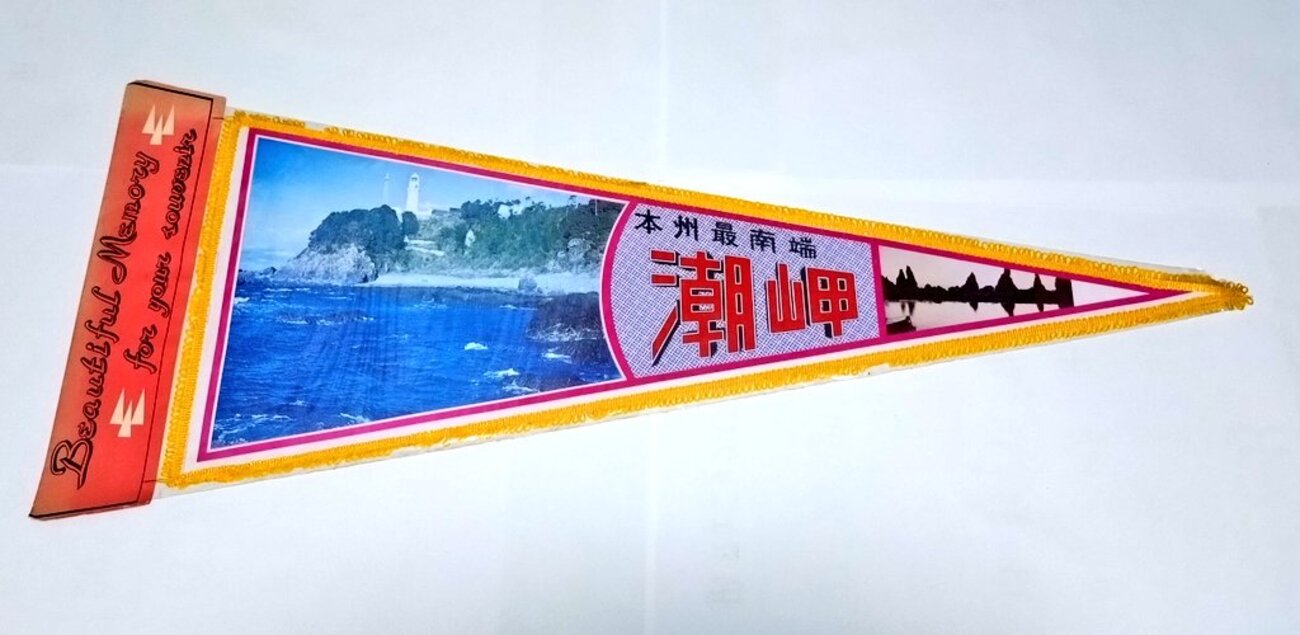 Beautiful Memory
for your souvenir
本州最南端
潮岬